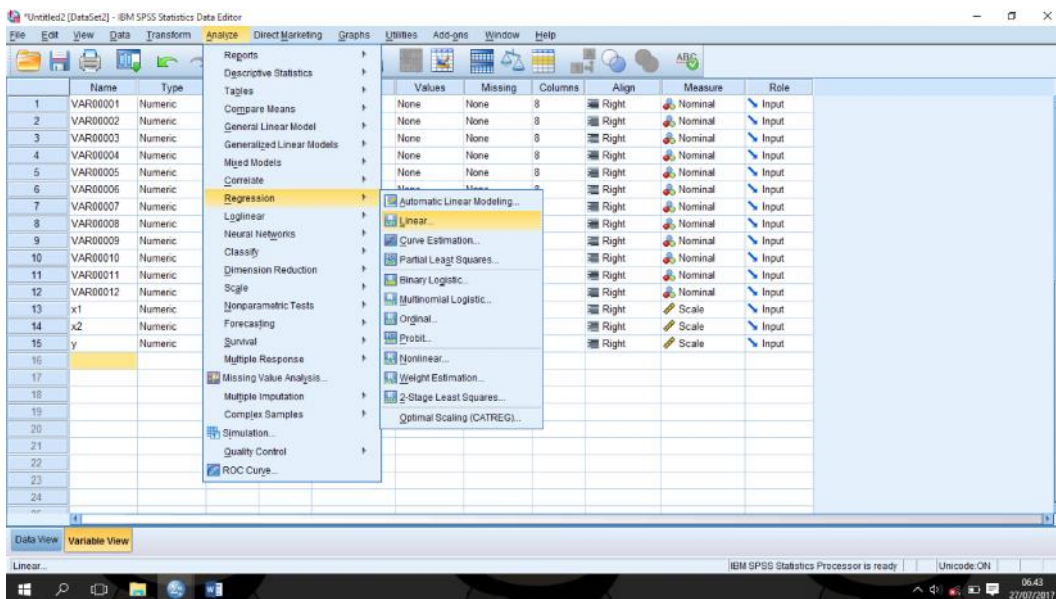 *Untitled2 [DataSet2] - IBM SPSS Statistics Data Editor
File Edit View Data Transform Analyze Direct Marketing Graphs Utilities Add-ons Window Help
Name Type Values Missing Columns Align Measure Role
1 VAR00001 Numeric None None 8 Right Nominal Input
2 VAR00002 Numeric None None 8 Right Nominal Input
3 VAR00003 Numeric None None 8 Right Nominal Input
4 VAR00004 Numeric None None 8 Right Nominal Input
5 VAR00005 Numeric None None 8 Right Nominal Input
6 VAR00006 Numeric Right Nominal Input
7 VAR00007 Numeric Right Nominal Input
8 VAR00008 Numeric Right Nominal Input
9 VAR00009 Numeric Right Nominal Input
10 VAR00010 Numeric Right Nominal Input
11 VAR00011 Numeric Right Nominal Input
12 VAR00012 Numeric Right Nominal Input
13 x1 Numeric Right Scale Input
14 x2 Numeric Right Scale Input
15 y Numeric Right Scale Input
16
17
18
19
20
21
22
23
24
Reports
Descriptive Statistics
Tables
Compare Means
General Linear Model
Generalized Linear Models
Mixed Models
Correlate
Regression
Loglinear
Neural Networks
Classify
Dimension Reduction
Scale
Nonparametric Tests
Forecasting
Survival
Multiple Response
Missing Value Analysis...
Multiple Imputation
Complex Samples
Simulation...
Quality Control
ROC Curve...
Automatic Linear Modeling...
Linear...
Curve Estimation...
Partial Least Squares...
Binary Logistic...
Multinomial Logistic...
Ordinal...
Probit...
Nonlinear...
Weight Estimation...
2-Stage Least Squares...
Optimal Scaling (CATREG)...
Data View Variable View
Linear... IBM SPSS Statistics Processor is ready Unicode:ON
06.43
27/07/2017